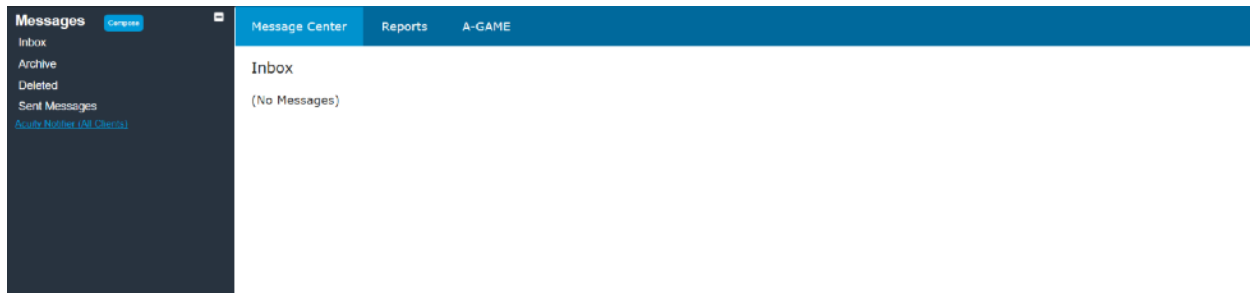 Messages Compose
Inbox
Archive
Deleted
Sent Messages
Acuity Notifier (All Clients)
Message Center Reports A-GAME
Inbox
(No Messages)